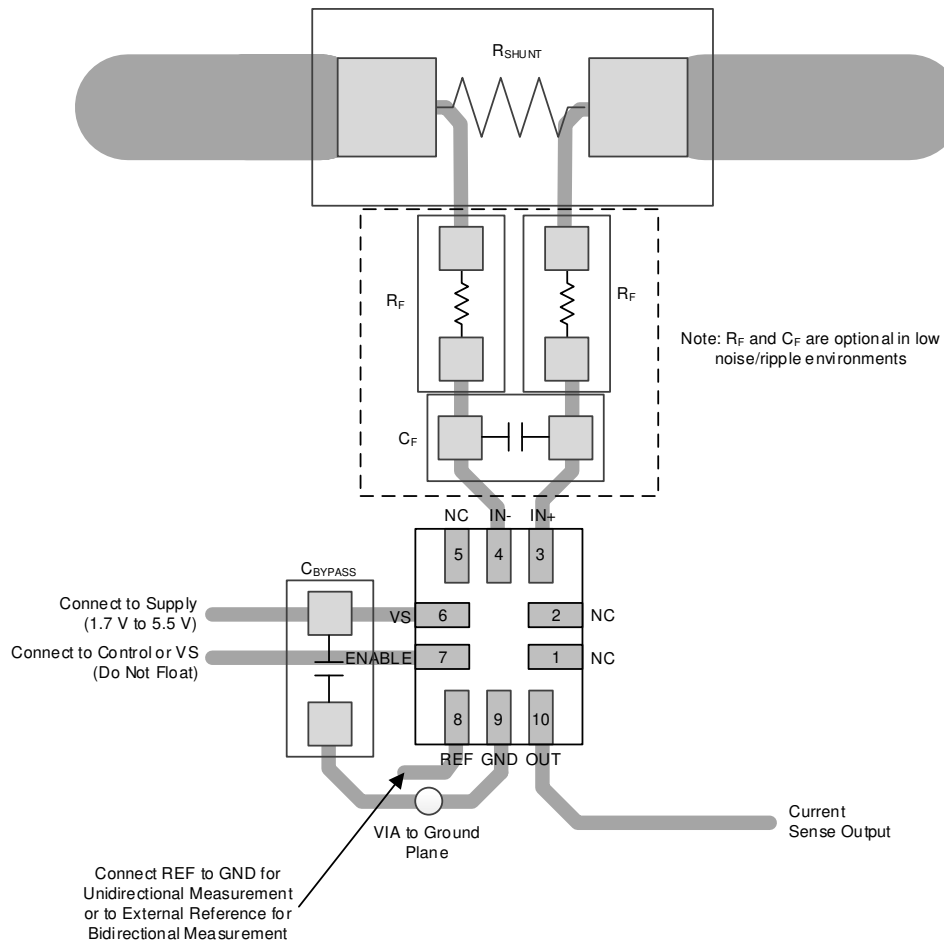 RSHUNT
RF
RF
Note: RF and CF are optional in low
noise/ripple environments
CF
NC
IN-
IN+
5
4
3
CBYPASS
Connect to Supply
(1.7 V to 5.5 V)
VS
6
2
NC
Connect to Control or VS
(Do Not Float)
ENABLE
7
1
NC
8
9
10
REF
GND
OUT
VIA to Ground
Plane
Current
Sense Output
Connect REF to GND for
Unidirectional Measurement
or to External Reference for
Bidirectional Measurement